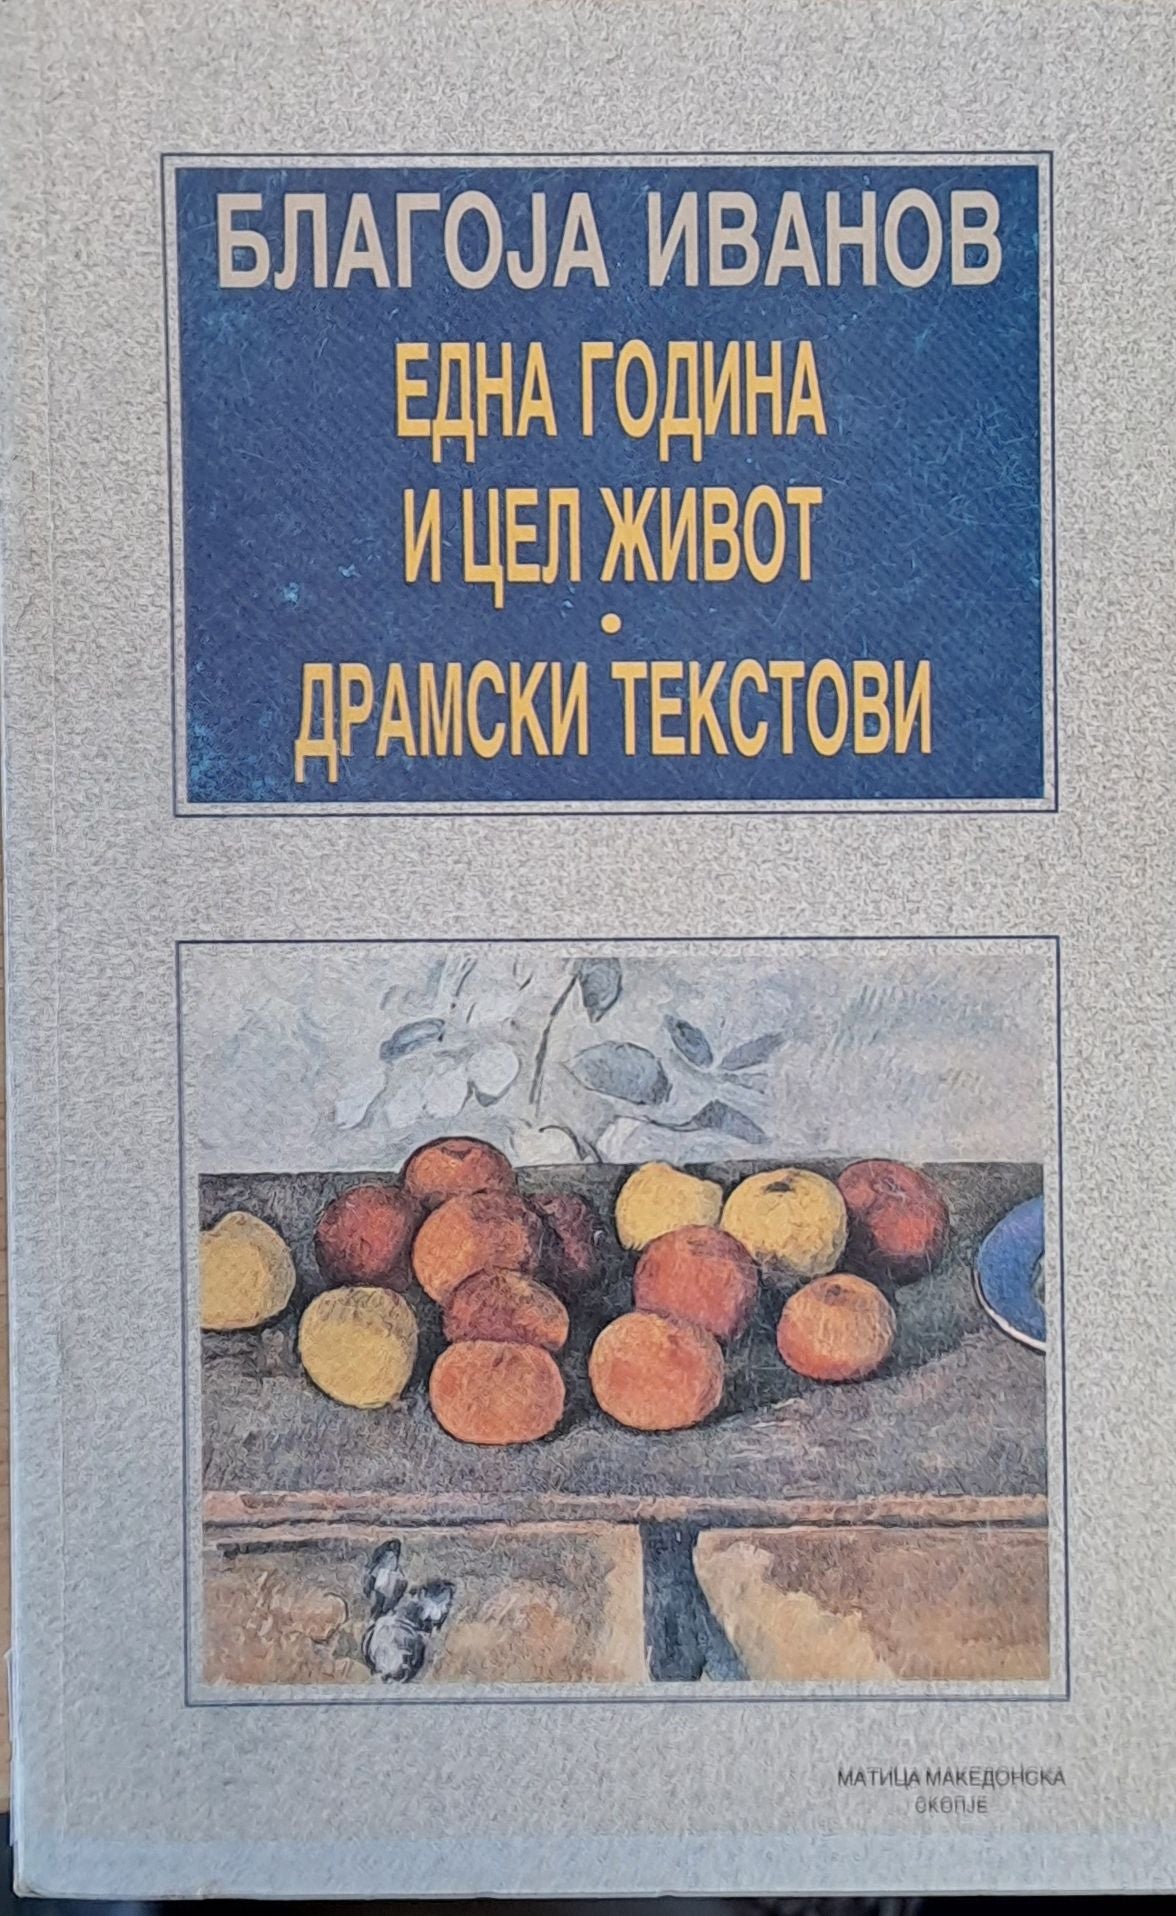 БЛАГОЈА ИВАНОВ
ЕДНА ГОДИНА
И ЦЕЛ ЖИВОТ
•
ДРАМСКИ ТЕКСТОВИ
МАТИЦА МАКЕДОНСКА
СКОПЈЕ